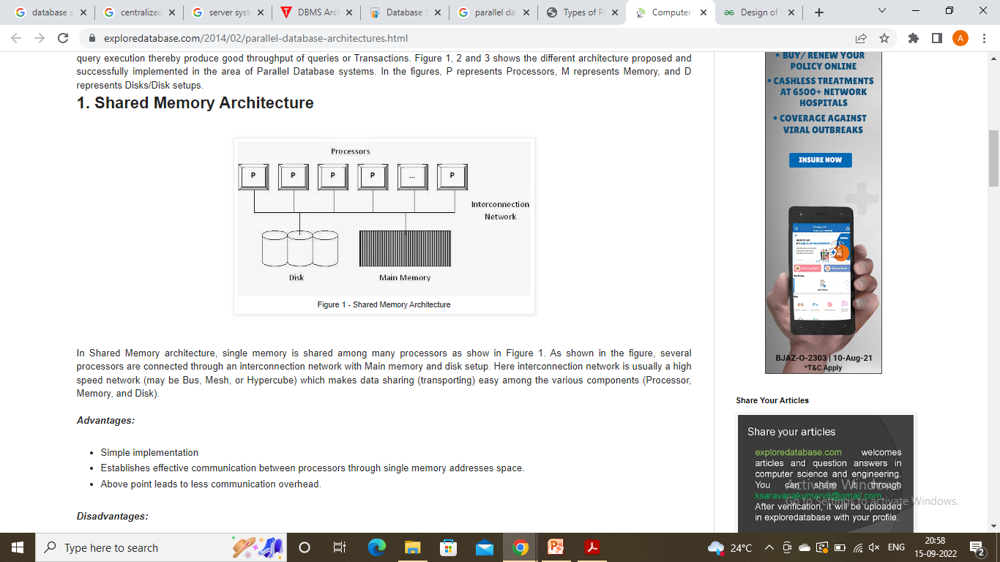 database s
centralized
server syst
DBMS Arc
Database S
parallel da
Types of P
Computer
Design of
exploredatabase.com/2014/02/parallel-database-architectures.html
A
query execution thereby produce good throughput of queries or Transactions. Figure 1, 2 and 3 shows the different architecture proposed and
successfully implemented in the area of Parallel Database systems. In the figures, P represents Processors, M represents Memory, and D
represents Disks/Disk setups.
1. Shared Memory Architecture
Processors
P P P P ... P
Interconnection
Network
Disk
Main Memory
Figure 1 - Shared Memory Architecture
In Shared Memory architecture, single memory is shared among many processors as show in Figure 1. As shown in the figure, several
processors are connected through an interconnection network with Main memory and disk setup. Here interconnection network is usually a high
speed network (may be Bus, Mesh, or Hypercube) which makes data sharing (transporting) easy among the various components (Processor,
Memory, and Disk).
Advantages:
• Simple implementation
• Establishes effective communication between processors through single memory addresses space.
• Above point leads to less communication overhead.
Disadvantages:
• BUY/ RENEW YOUR
POLICY ONLINE
• CASHLESS TREATMENTS
AT 6500+ NETWORK
HOSPITALS
• COVERAGE AGAINST
VIRAL OUTBREAKS
INSURE NOW
BJAZ-O-2303 | 10-Aug-21
*T&C Apply
Share Your Articles
Share your articles
exploredatabase.com welcomes
articles and question answers in
computer science and engineering.
You can share it through
ksaravanakumarvit@gmail.com.
After verification, it will be uploaded
in exploredatabase with your profile.
Activate Windows
Go to Settings to activate Windows.
Type here to search
24°C
ENG
20:58
15-09-2022
2